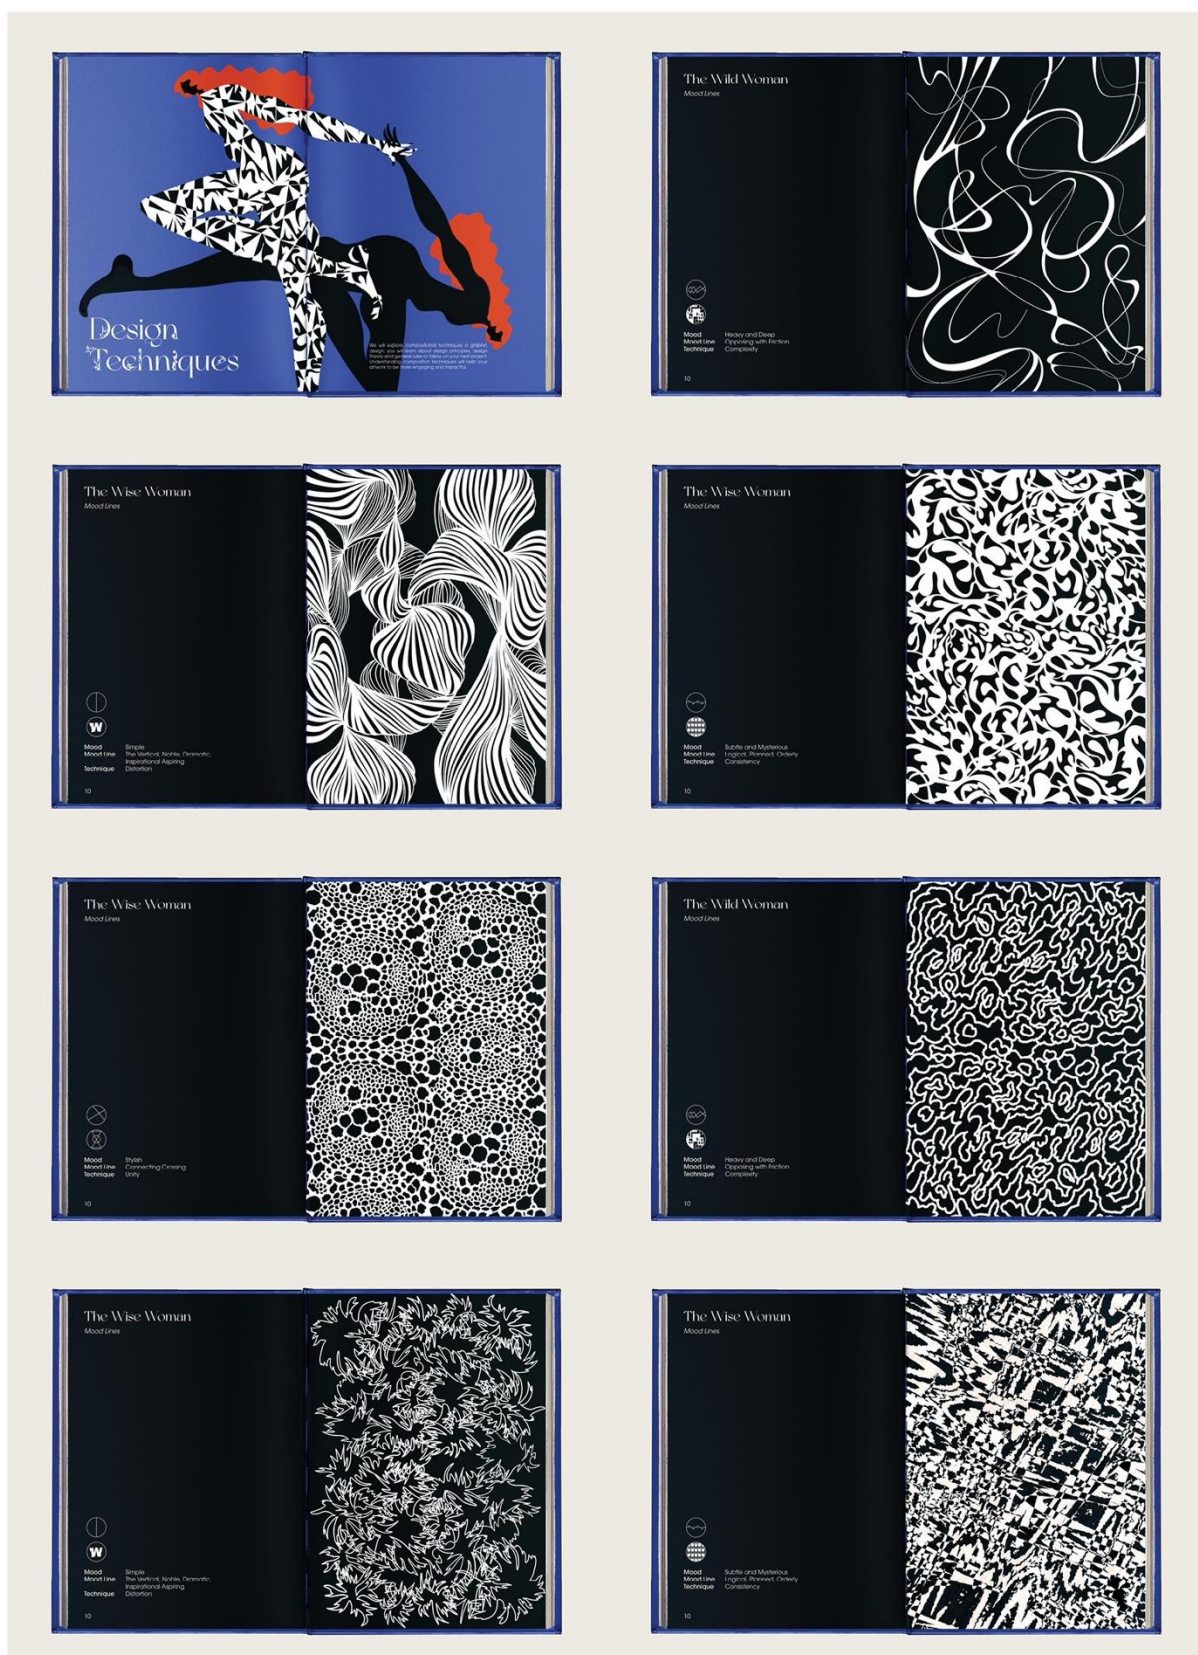 Design
Techniques
We will explore compositional techniques in graphic
design, you will learn about design principles, design
theory and general rules to follow on your next project.
Understanding composition techniques will help your
artwork to be more engaging and impactful.
The Wild Woman
Mood Lines
Mood Heavy and Deep
Mood Line Opposing with Friction
Technique Complexity
10
The Wise Woman
Mood Lines
W
Mood Simple
Mood Line The Vertical, Noble, Dramatic,
Inspirational Aspiring
Technique Distortion
10
The Wise Woman
Mood Lines
Mood Subtle and Mysterious
Mood Line Logical, Planned, Orderly
Technique Consistency
10
The Wise Woman
Mood Lines
Mood Stylish
Mood Line Connecting Crossing
Technique Unity
10
The Wild Woman
Mood Lines
Mood Heavy and Deep
Mood Line Opposing with Friction
Technique Complexity
10
The Wise Woman
Mood Lines
W
Mood Simple
Mood Line The Vertical, Noble, Dramatic,
Inspirational Aspiring
Technique Distortion
10
The Wise Woman
Mood Lines
Mood Subtle and Mysterious
Mood Line Logical, Planned, Orderly
Technique Consistency
10